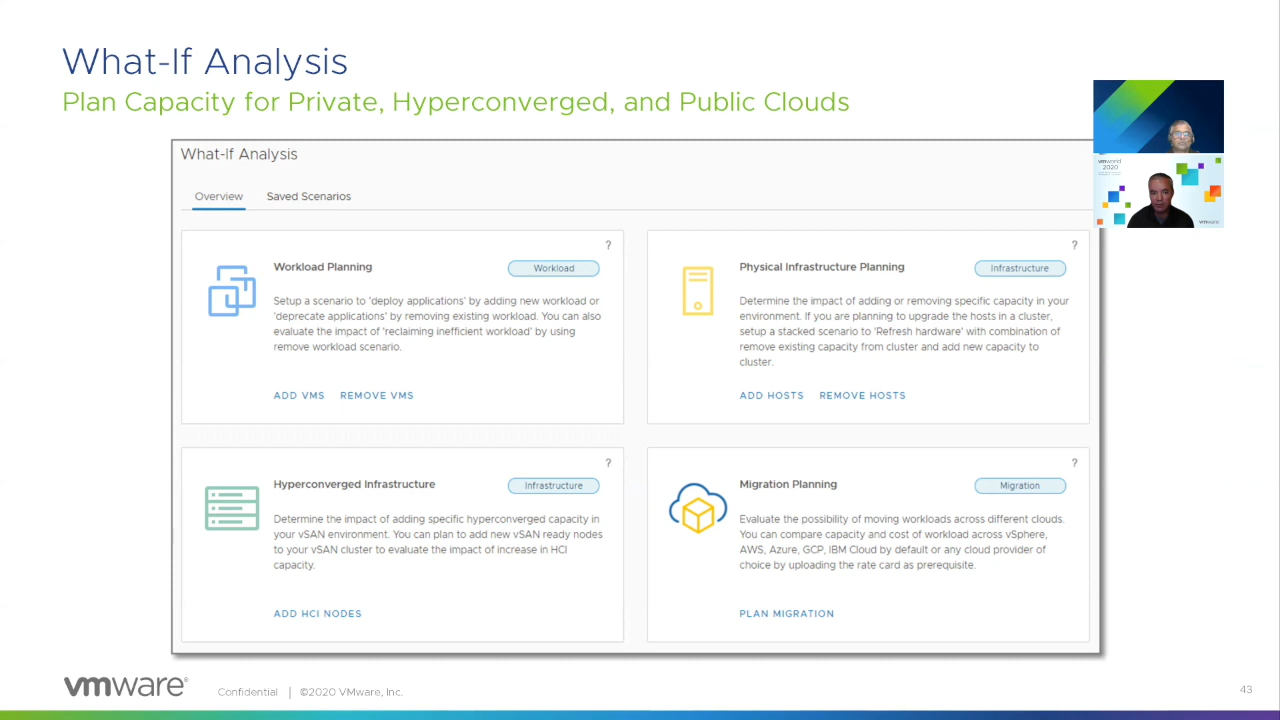 What-If Analysis
Plan Capacity for Private, Hyperconverged, and Public Clouds
What-If Analysis
Overview
Saved Scenarios
?
Workload Planning
Workload
Setup a scenario to 'deploy applications' by adding new workload or
'deprecate applications' by removing existing workload. You can also
evaluate the impact of 'reclaiming inefficient workload' by using
remove workload scenario.
ADD VMS
REMOVE VMS
?
Physical Infrastructure Planning
Infrastructure
Determine the impact of adding or removing specific capacity in your
environment. If you are planning to upgrade the hosts in a cluster,
setup a stacked scenario to 'Refresh hardware' with combination of
remove existing capacity from cluster and add new capacity to
cluster.
ADD HOSTS
REMOVE HOSTS
?
Hyperconverged Infrastructure
Infrastructure
Determine the impact of adding specific hyperconverged capacity in
your vSAN environment. You can plan to add new vSAN ready nodes
to your vSAN cluster to evaluate the impact of increase in HCI
capacity.
ADD HCI NODES
?
Migration Planning
Migration
Evaluate the possibility of moving workloads across different clouds.
You can compare capacity and cost of workload across vSphere,
AWS, Azure, GCP, IBM Cloud by default or any cloud provider of
choice by uploading the rate card as prerequisite.
PLAN MIGRATION
vmworld
2020
vmware
vmware®
Confidential | ©2020 VMware, Inc.
43